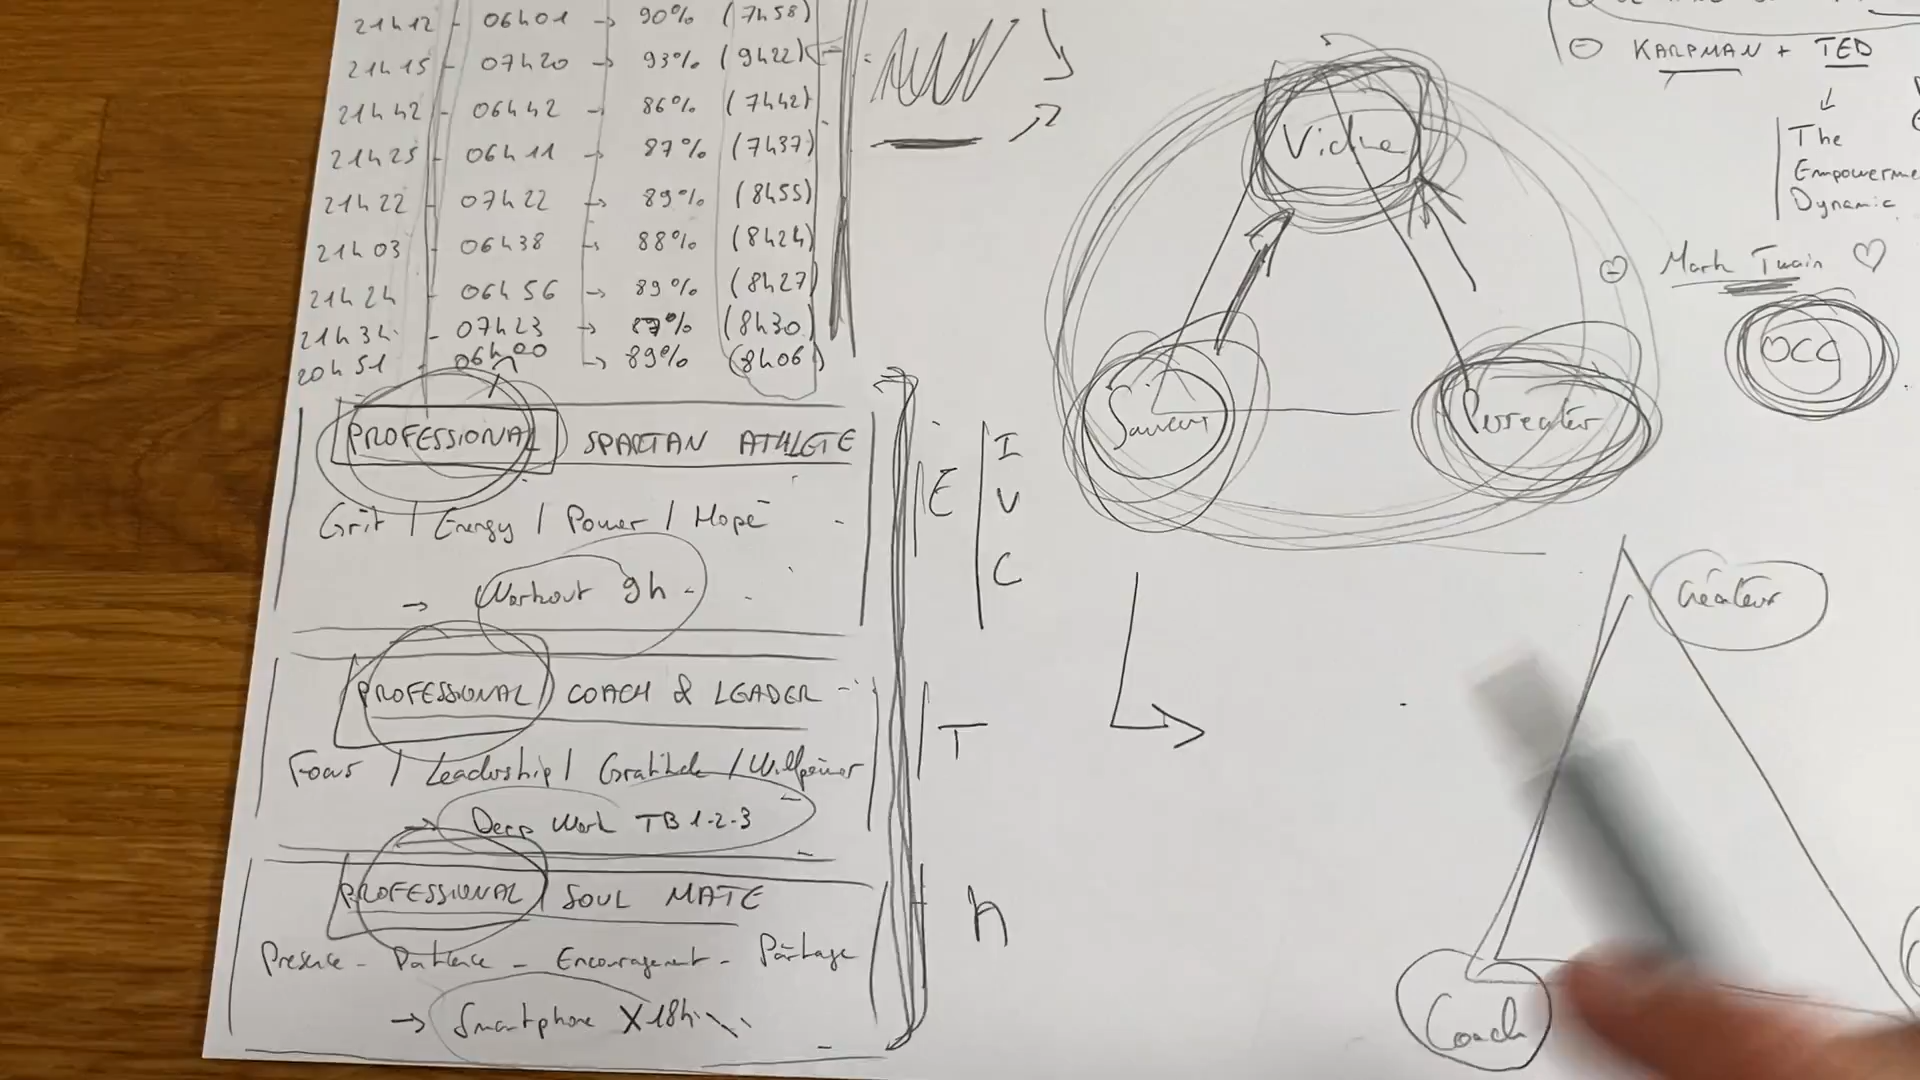 21h12 - 06h01 → 90% (7h58)
21h15 - 07h20 → 93% (9h22)
21h42 - 06h42 → 86% (7h42)
21h25 - 06h11 → 87% (7h37)
21h22 - 07h22 → 89% (8h55)
21h03 - 06h38 → 88% (8h24)
21h24 - 06h56 → 89% (8h27)
21h34 - 07h23 → 87% (8h30)
20h51 06h00 → 89% (8h06)
PROFESSIONAL SPARTAN ATHLETE
Grit / Energy / Power / Hope
→ Workout 9h
PROFESSIONAL COACH & LEADER
Focus / Leadership / Gratitude / Willpower
→ Deep Work TB 1-2-3
PROFESSIONAL SOUL MATE
Presence - Patience - Encouragement - Partage
→ Smartphone X 18h
E
I
V
C
T
h
Victime
Sauveur
Persécuter
KARPMAN + TED
↓
The
Dynamic
Mark Twain ♡
OCC
Créateur
Coach